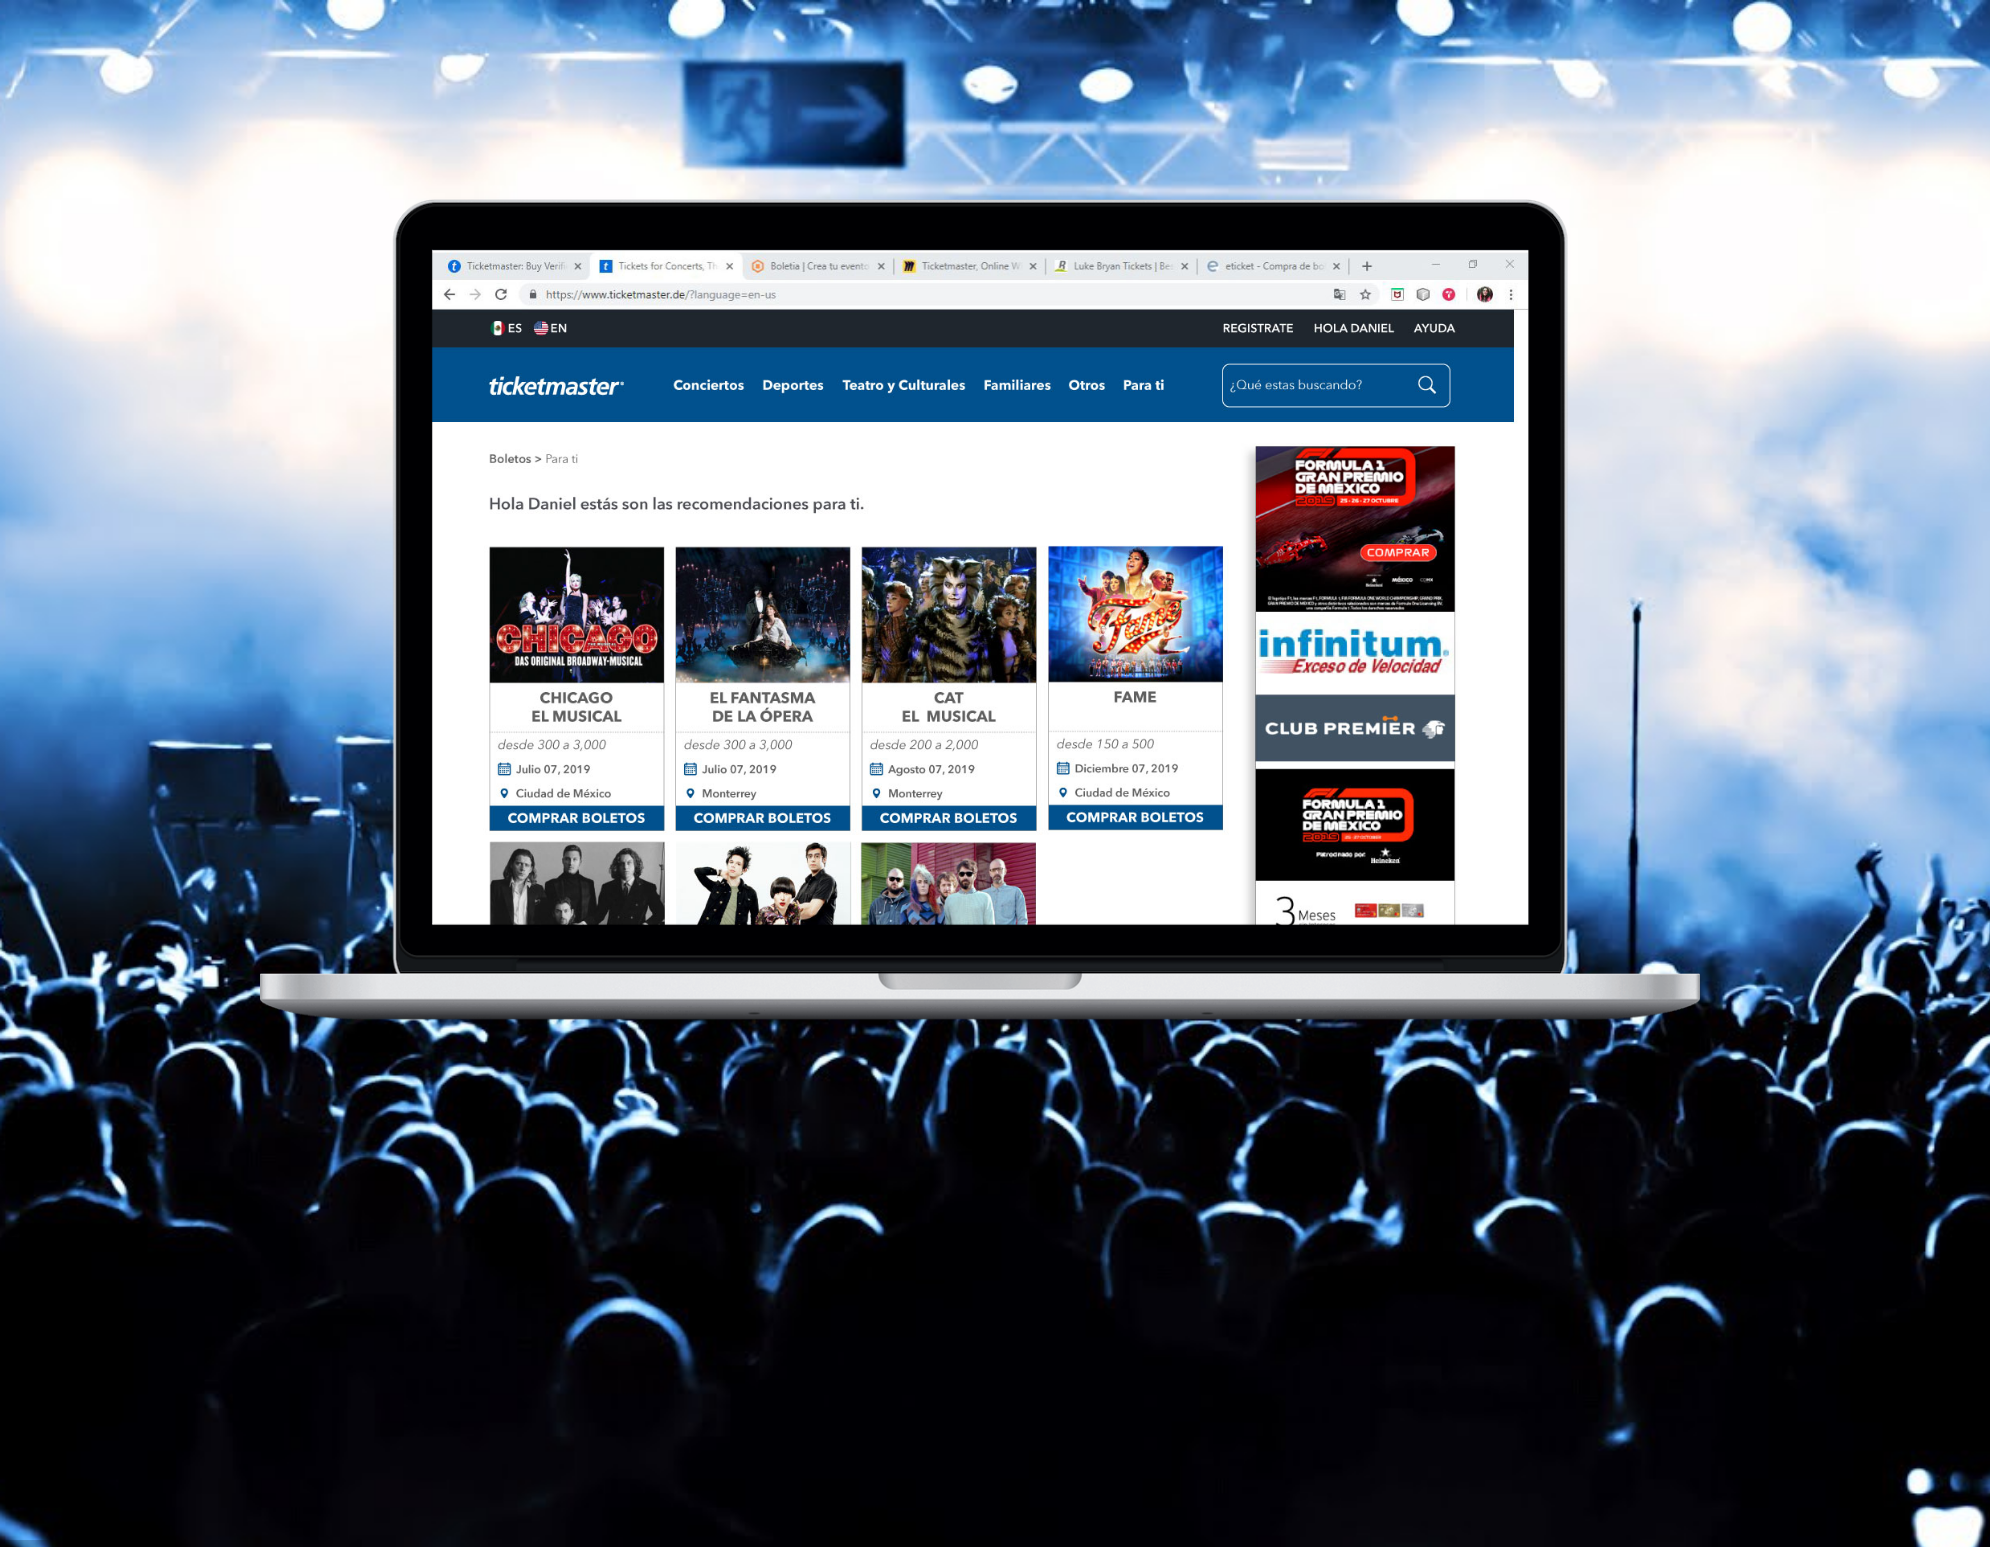 Ticketmaster: Buy Verifi
Tickets for Concerts, Th
Boletia | Crea tu evento
Ticketmaster, Online W
Luke Bryan Tickets | Bes
eticket - Compra de bo
https://www.ticketmaster.de/?language=en-us
ES EN
REGISTRATE HOLA DANIEL AYUDA
ticketmaster
Conciertos Deportes Teatro y Culturales Familiares Otros Para ti
¿Qué estas buscando?
Boletos > Para ti
Hola Daniel estás son las recomendaciones para ti.
CHICAGO
THE MUSICAL
DAS ORIGINAL BROADWAY-MUSICAL
CHICAGO
EL MUSICAL
desde 300 a 3,000
Julio 07, 2019
Ciudad de México
COMPRAR BOLETOS
EL FANTASMA
DE LA ÓPERA
desde 300 a 3,000
Julio 07, 2019
Monterrey
COMPRAR BOLETOS
CAT
EL MUSICAL
desde 200 a 2,000
Agosto 07, 2019
Monterrey
COMPRAR BOLETOS
Fame
FAME
desde 150 a 500
Diciembre 07, 2019
Ciudad de México
COMPRAR BOLETOS
FORMULA 1
GRAN PREMIO
DE MEXICO
2019 25-26-27 OCTUBRE
COMPRAR
Heineken MÉXICO
infinitum
Exceso de Velocidad
CLUB PREMIER
FORMULA 1
GRAN PREMIO
DE MEXICO
2019
Patrocinado por: Heineken
3 Meses